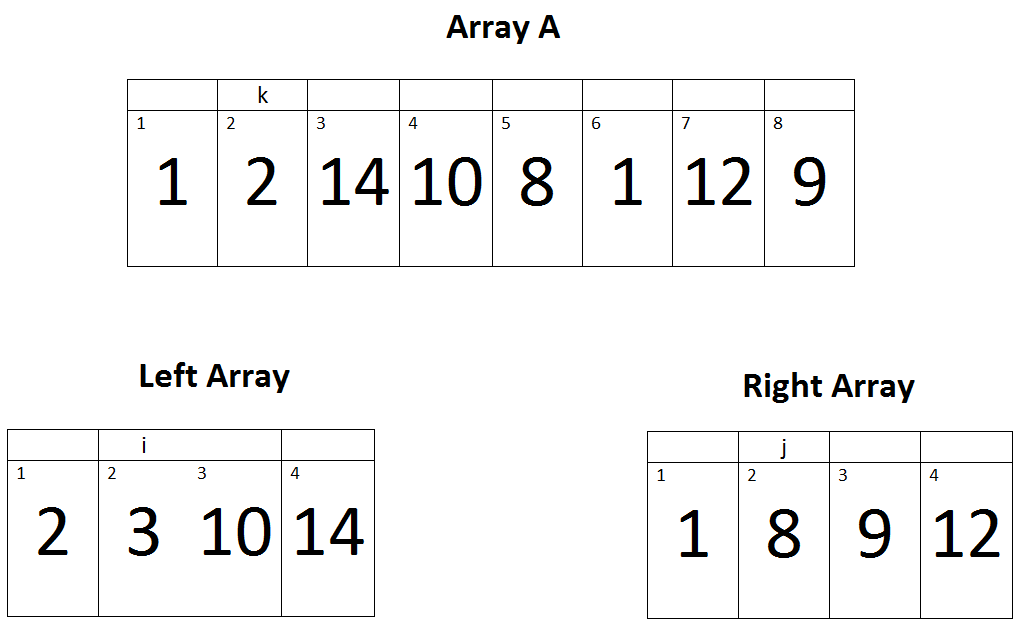 Array A
k
1 2 3 4 5 6 7 8
1 2 14 10 8 1 12 9
Left Array
i
1 2 3 4
2 3 10 14
Right Array
j
1 2 3 4
1 8 9 12